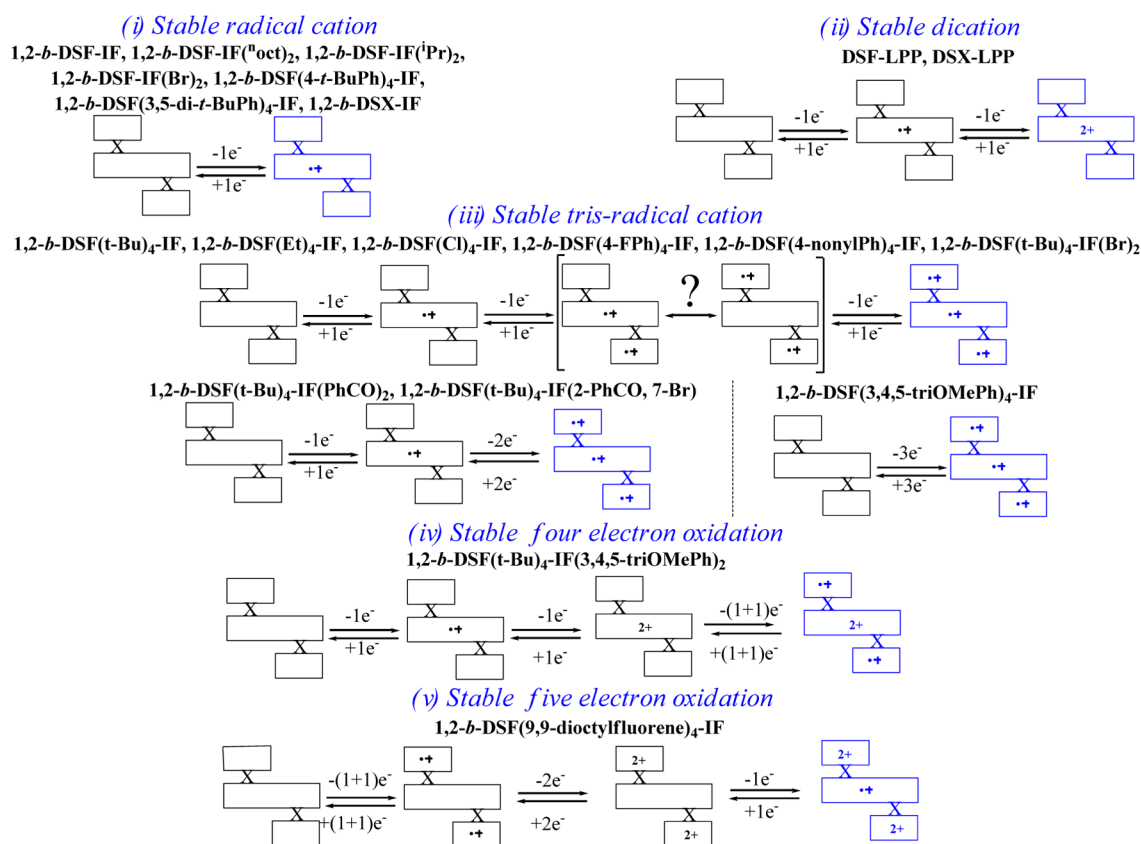 (i) Stable radical cation
1,2-b-DSF-IF, 1,2-b-DSF-IF(ⁿoct)₂, 1,2-b-DSF-IF(ⁱPr)₂,
1,2-b-DSF-IF(Br)₂, 1,2-b-DSF(4-t-BuPh)₄-IF,
1,2-b-DSF(3,5-di-t-BuPh)₄-IF, 1,2-b-DSX-IF
X
-1e⁻
+1e⁻
X
X
•+
X
(ii) Stable dication
DSF-LPP, DSX-LPP
X
X
-1e⁻
+1e⁻
X
•+
X
-1e⁻
+1e⁻
X
2+
X
(iii) Stable tris-radical cation
1,2-b-DSF(t-Bu)₄-IF, 1,2-b-DSF(Et)₄-IF, 1,2-b-DSF(Cl)₄-IF, 1,2-b-DSF(4-FPh)₄-IF, 1,2-b-DSF(4-nonylPh)₄-IF, 1,2-b-DSF(t-Bu)₄-IF(Br)₂
X
X
-1e⁻
+1e⁻
X
•+
X
-1e⁻
+1e⁻
X
•+
X
•+
?
•+
X
X
•+
-1e⁻
+1e⁻
•+
X
•+
X
•+
1,2-b-DSF(t-Bu)₄-IF(PhCO)₂, 1,2-b-DSF(t-Bu)₄-IF(2-PhCO, 7-Br)
X
X
-1e⁻
+1e⁻
X
•+
X
-2e⁻
+2e⁻
•+
X
•+
X
•+
1,2-b-DSF(3,4,5-triOMePh)₄-IF
X
X
-3e⁻
+3e⁻
•+
X
•+
X
•+
(iv) Stable four electron oxidation
1,2-b-DSF(t-Bu)₄-IF(3,4,5-triOMePh)₂
X
X
-1e⁻
+1e⁻
X
•+
X
-1e⁻
+1e⁻
X
2+
X
-(1+1)e⁻
+(1+1)e⁻
•+
X
2+
X
•+
(v) Stable five electron oxidation
1,2-b-DSF(9,9-dioctylfluorene)₄-IF
X
X
-(1+1)e⁻
+(1+1)e⁻
•+
X
X
•+
-2e⁻
+2e⁻
2+
X
X
2+
-1e⁻
+1e⁻
2+
X
•+
X
2+